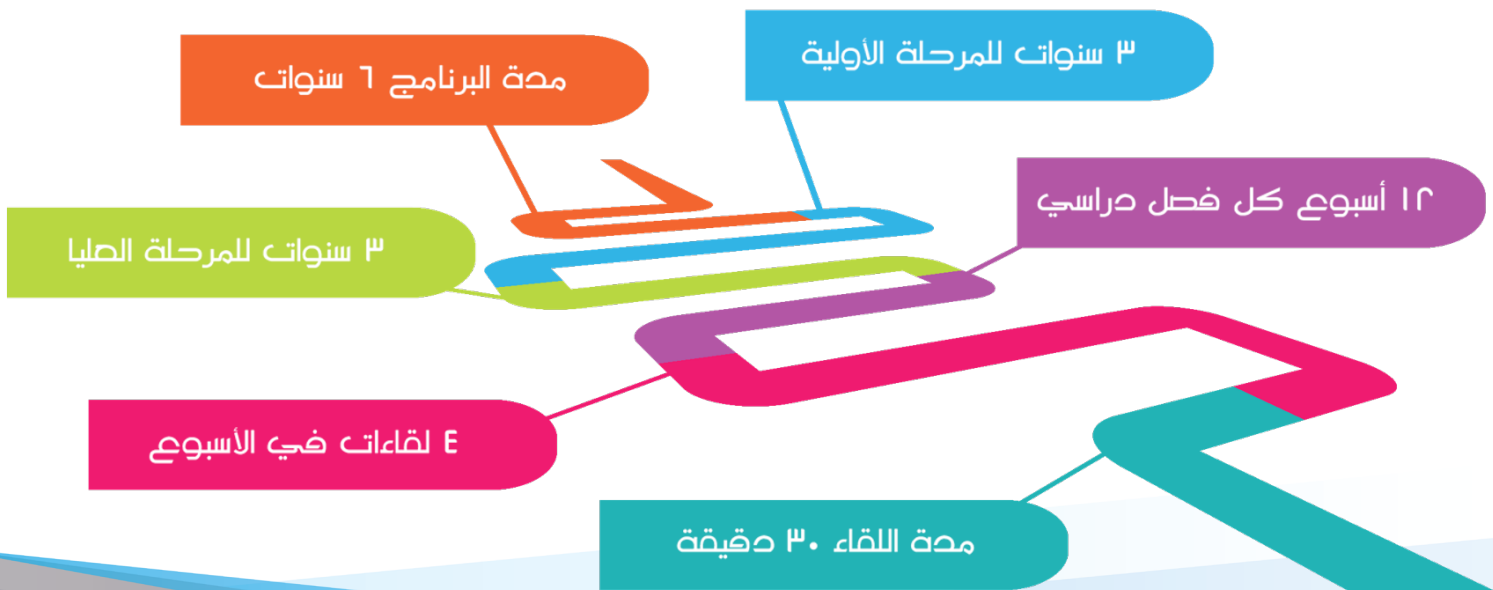 مدة البرنامج ٦ سنوات
٣ سنوات للمرحلة الأولية
٣ سنوات للمرحلة العليا
١٢ أسبوع كل فصل دراسي
٤ لقاءات في الأسبوع
مدة اللقاء ٣٠ دقيقة